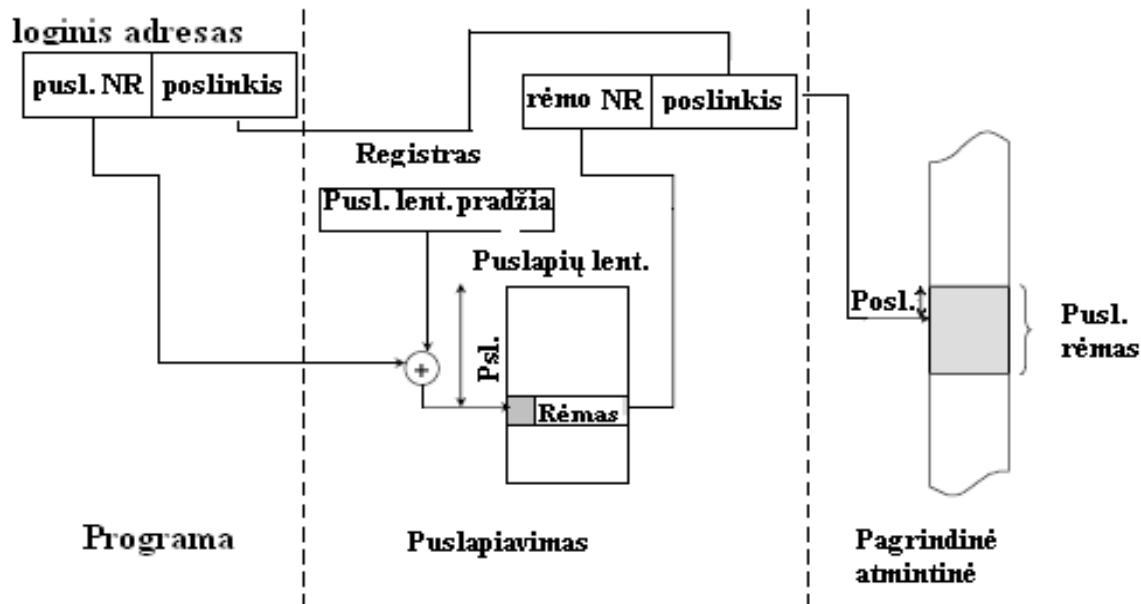 loginis adresas
pusl. NR poslinkis
rėmo NR poslinkis
Registras
Pusl. lent. pradžia
Puslapių lent.
Psl.
+
Rėmas
Posl.
Pusl.
rėmas
Programa
Puslapiavimas
Pagrindinė
atmintinė